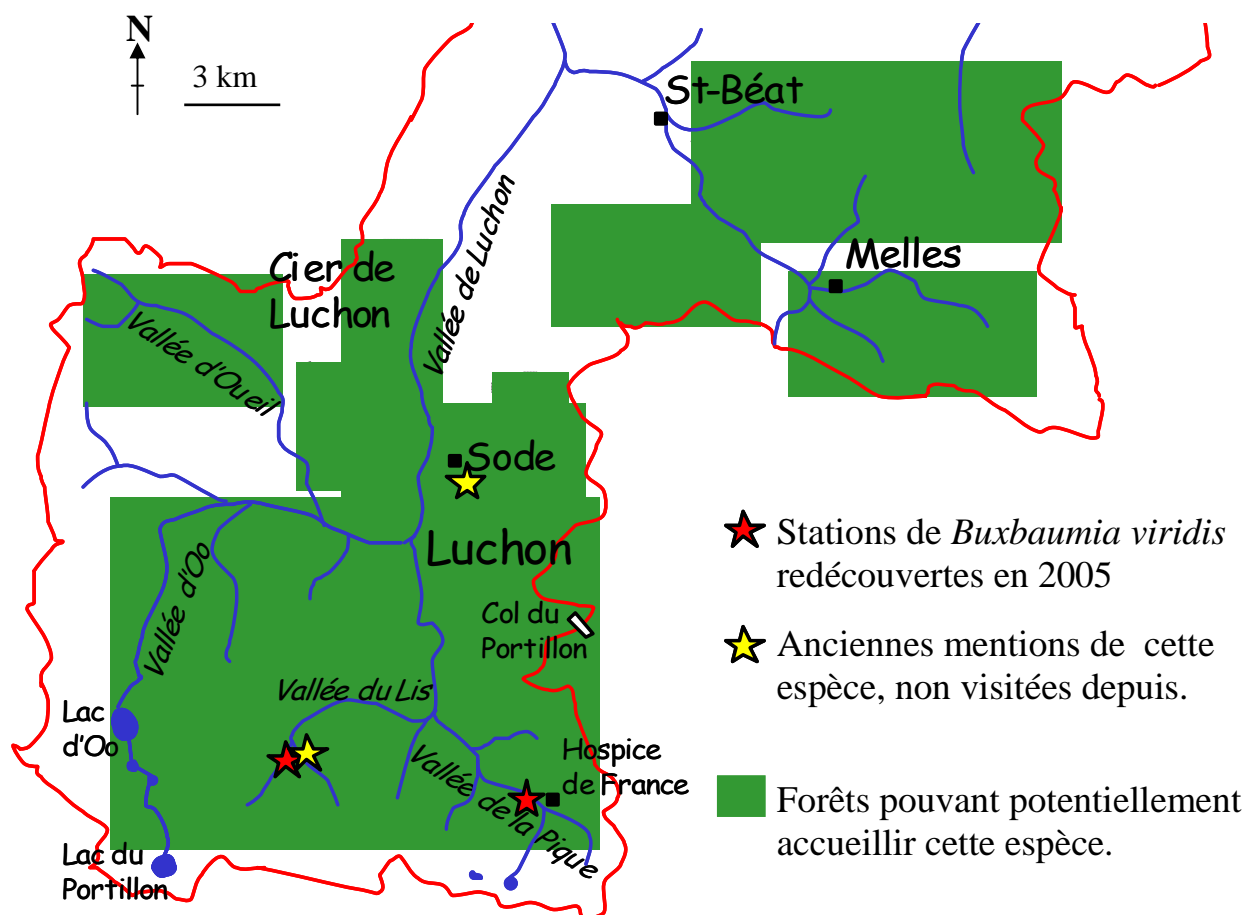 N
3 km
St-Béat
Vallée de Luchon
Melles
Cier de
Luchon
Vallée d'Oueil
Sode
Luchon
Vallée d'Oo
Col du
Portillon
Vallée du Lis
Lac
d'Oo
Hospice
de France
Vallée de la Pique
Lac du
Portillon
Stations de Buxbaumia viridis
redécouvertes en 2005
Anciennes mentions de cette
espèce, non visitées depuis.
Forêts pouvant potentiellement
accueillir cette espèce.